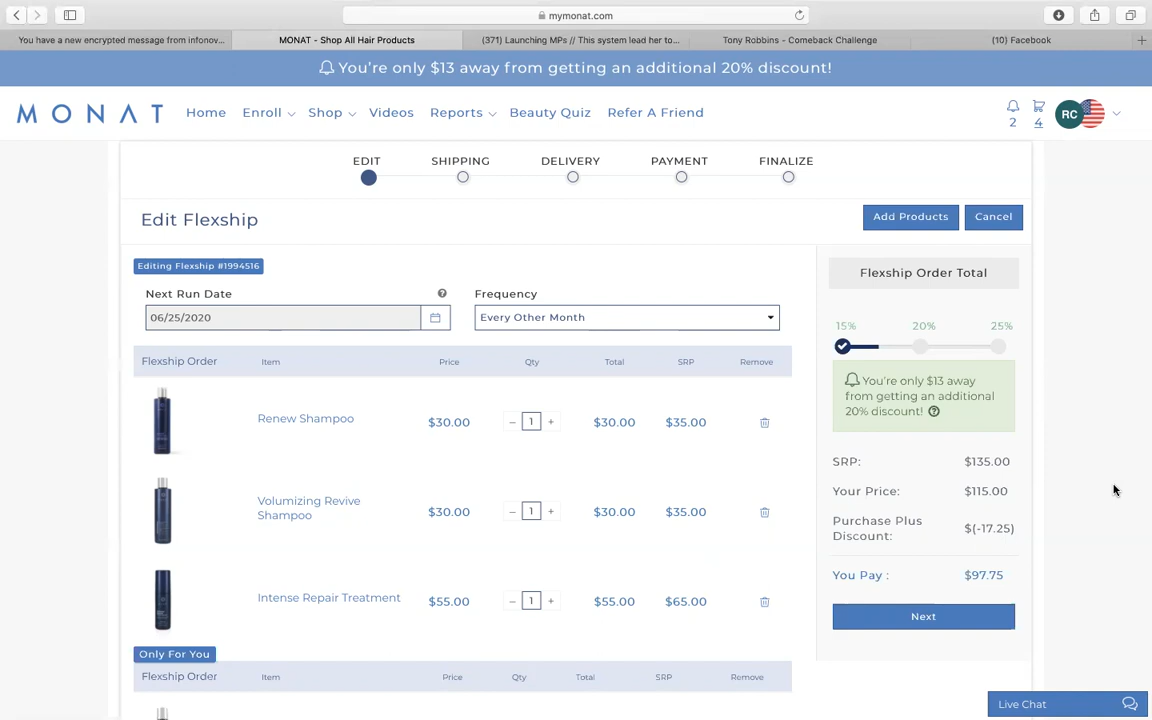 mymonat.com
You have a new encrypted message from infonov...
MONAT - Shop All Hair Products
(371) Launching MPs // This system lead her to...
Tony Robbins - Comeback Challenge
(10) Facebook
You're only $13 away from getting an additional 20% discount!
MONAT
Home
Enroll
Shop
Videos
Reports
Beauty Quiz
Refer A Friend
2
4
RC
EDIT
SHIPPING
DELIVERY
PAYMENT
FINALIZE
Edit Flexship
Add Products
Cancel
Editing Flexship #1994516
Next Run Date
?
06/25/2020
Frequency
Every Other Month
Flexship Order Item Price Qty Total SRP Remove
Renew Shampoo $30.00 – 1 + $30.00 $35.00
Volumizing Revive
Shampoo
$30.00 – 1 + $30.00 $35.00
Intense Repair Treatment $55.00 – 1 + $55.00 $65.00
Only For You
Flexship Order Item Price Qty Total SRP Remove
Flexship Order Total
15% 20% 25%
You're only $13 away
from getting an additional
20% discount! ?
SRP: $135.00
Your Price: $115.00
Purchase Plus
Discount:
$(-17.25)
You Pay : $97.75
Next
Live Chat